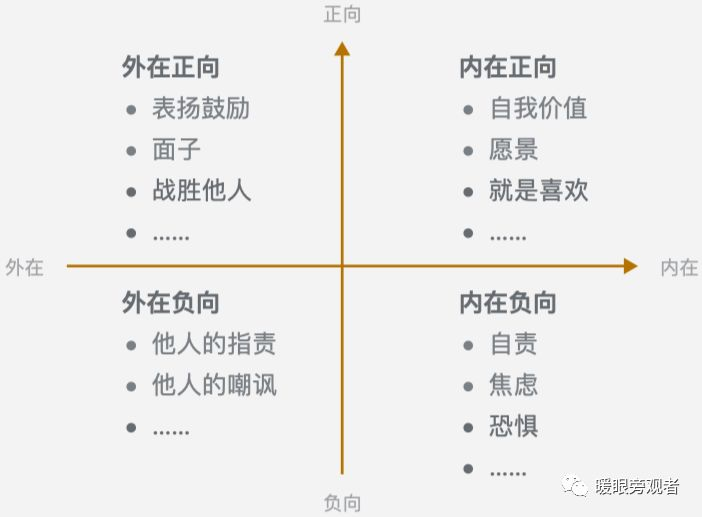 正向
外在正向
• 表扬鼓励
• 面子
• 战胜他人
• ......
内在正向
• 自我价值
• 愿景
• 就是喜欢
• ......
外在
内在
外在负向
• 他人的指责
• 他人的嘲讽
• ......
内在负向
• 自责
• 焦虑
• 恐惧
• ......
负向
暖眼旁观者